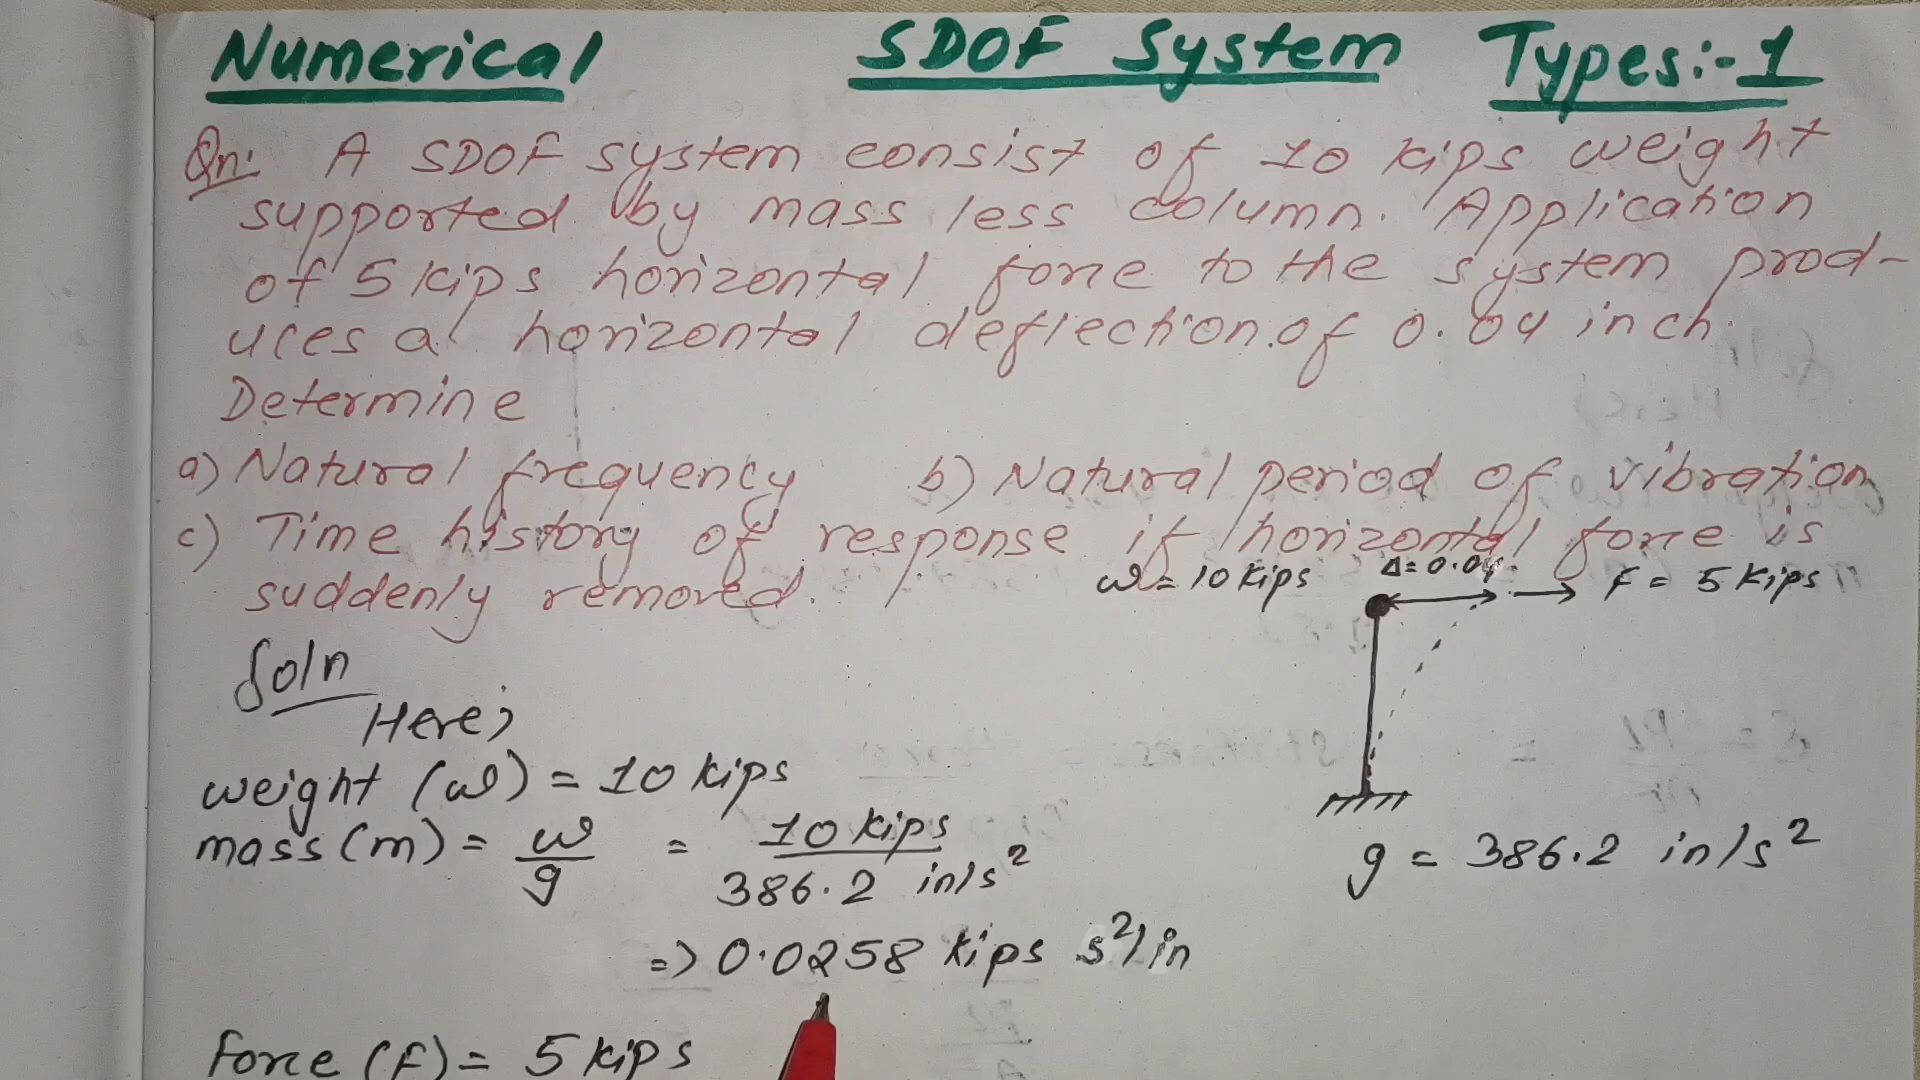 Numerical SDOF System Types:-1
Qn: A SDOF system consist of 10 kips weight
supported by mass less column. Application
of 5 kips horizontal force to the system prod-
uces a horizontal deflection of 0.04 inch.
Determine
a) Natural frequency b) Natural period of vibration
c) Time history of response if horizontal force is
suddenly removed.
w = 10 kips Δ = 0.04 F = 5 kips
Soln
Here;
weight (w) = 10 kips
mass (m) = w/g = 10 kips / 386.2 in/s²
g = 386.2 in/s²
=> 0.0258 kips s²/in
Force (F) = 5 kips